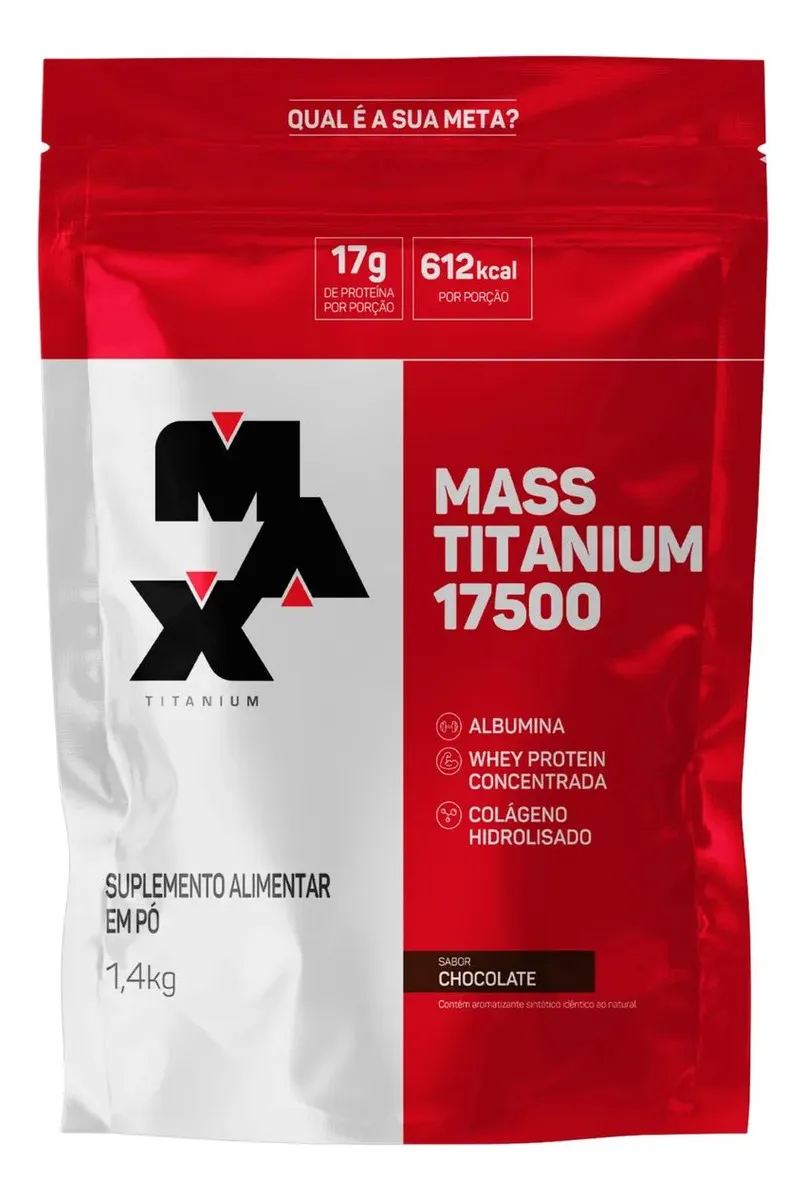 QUAL É A SUA META?
17g
DE PROTEÍNA
POR PORÇÃO
612kcal
POR PORÇÃO
MAX
TITANIUM
MASS
TITANIUM
17500
ALBUMINA
WHEY PROTEIN
CONCENTRADA
COLÁGENO
HIDROLISADO
SUPLEMENTO ALIMENTAR
EM PÓ
1,4kg
SABOR
CHOCOLATE
Contém aromatizante sintético idêntico ao natural